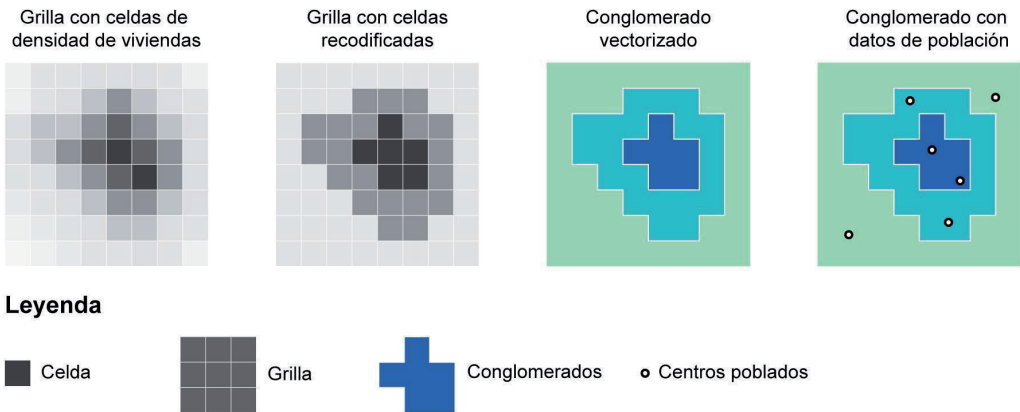 Grilla con celdas de
densidad de viviendas
Grilla con celdas
recodificadas
Conglomerado
vectorizado
Conglomerado con
datos de población
Leyenda
Celda
Grilla
Conglomerados
Centros poblados